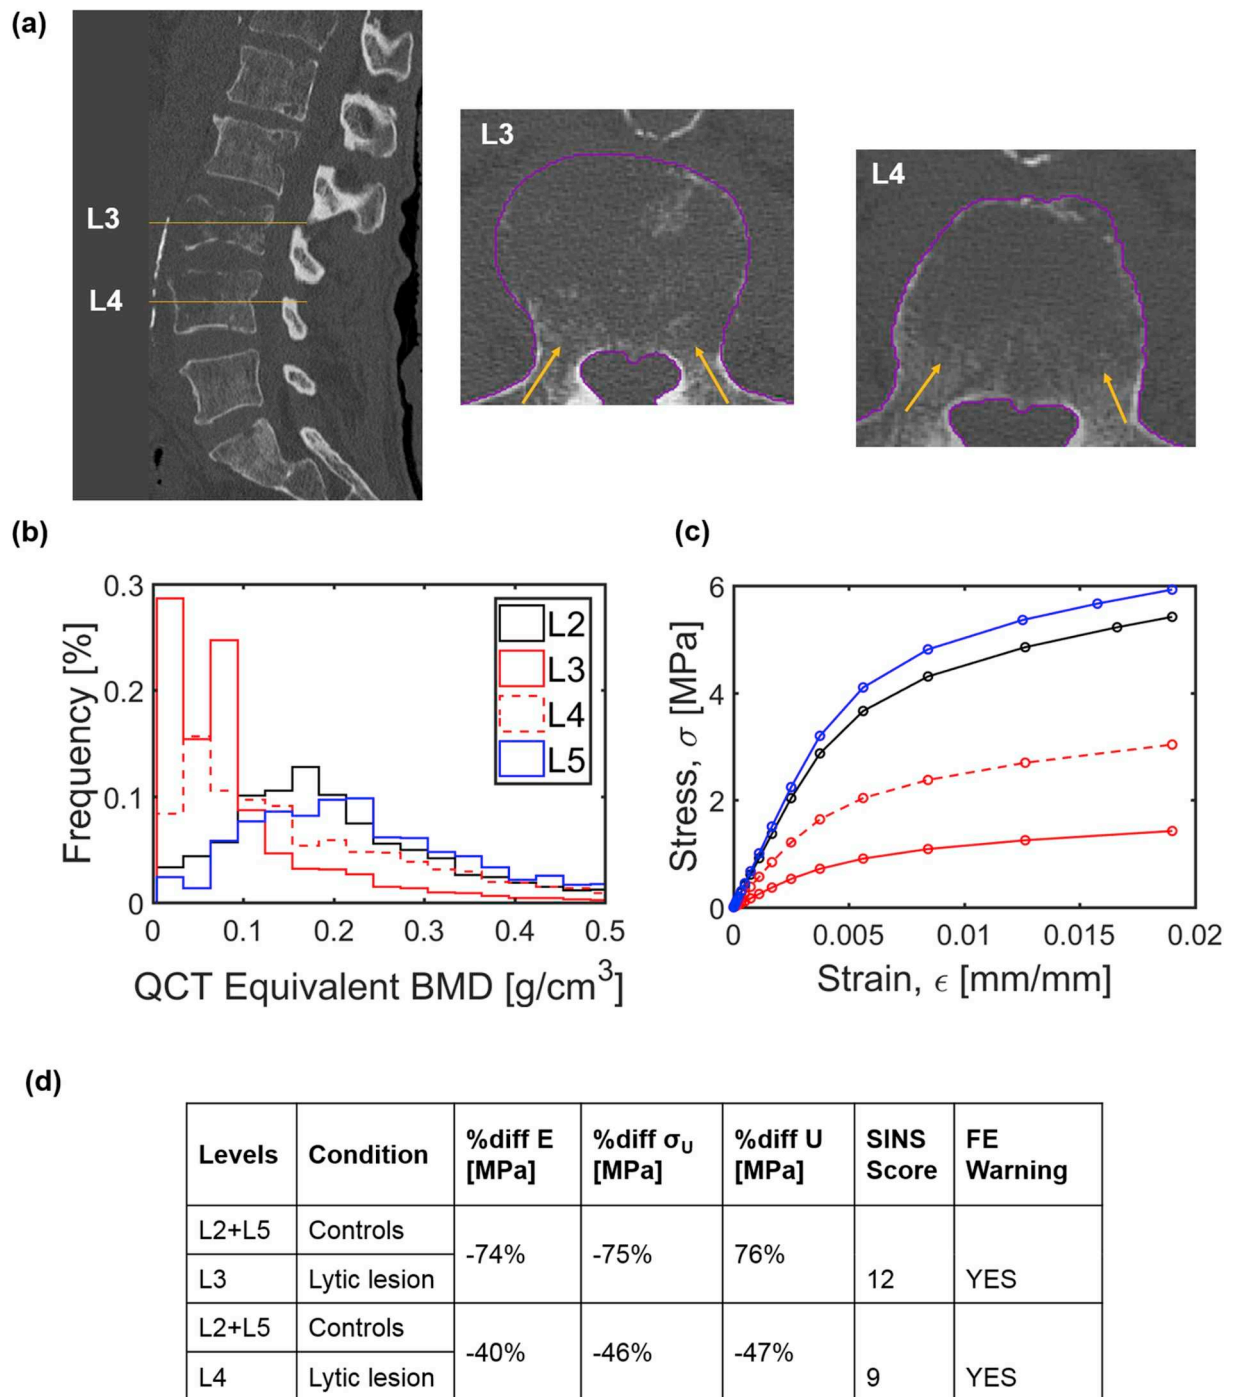 (a)
L3
L4
L3
L4
(b)
(c)
0.3
0.2
0.1
0
Frequency [%]
L2
L3
L4
L5
0 0.1 0.2 0.3 0.4 0.5
QCT Equivalent BMD [g/cm³]
6
4
2
0
Stress, σ [MPa]
0 0.005 0.01 0.015 0.02
Strain, ϵ [mm/mm]
(d)
Levels Condition %diff E [MPa] %diff σU [MPa] %diff U [MPa] SINS Score FE Warning
L2+L5 Controls
-74% -75% 76%
L3 Lytic lesion 12 YES
L2+L5 Controls
-40% -46% -47%
L4 Lytic lesion 9 YES